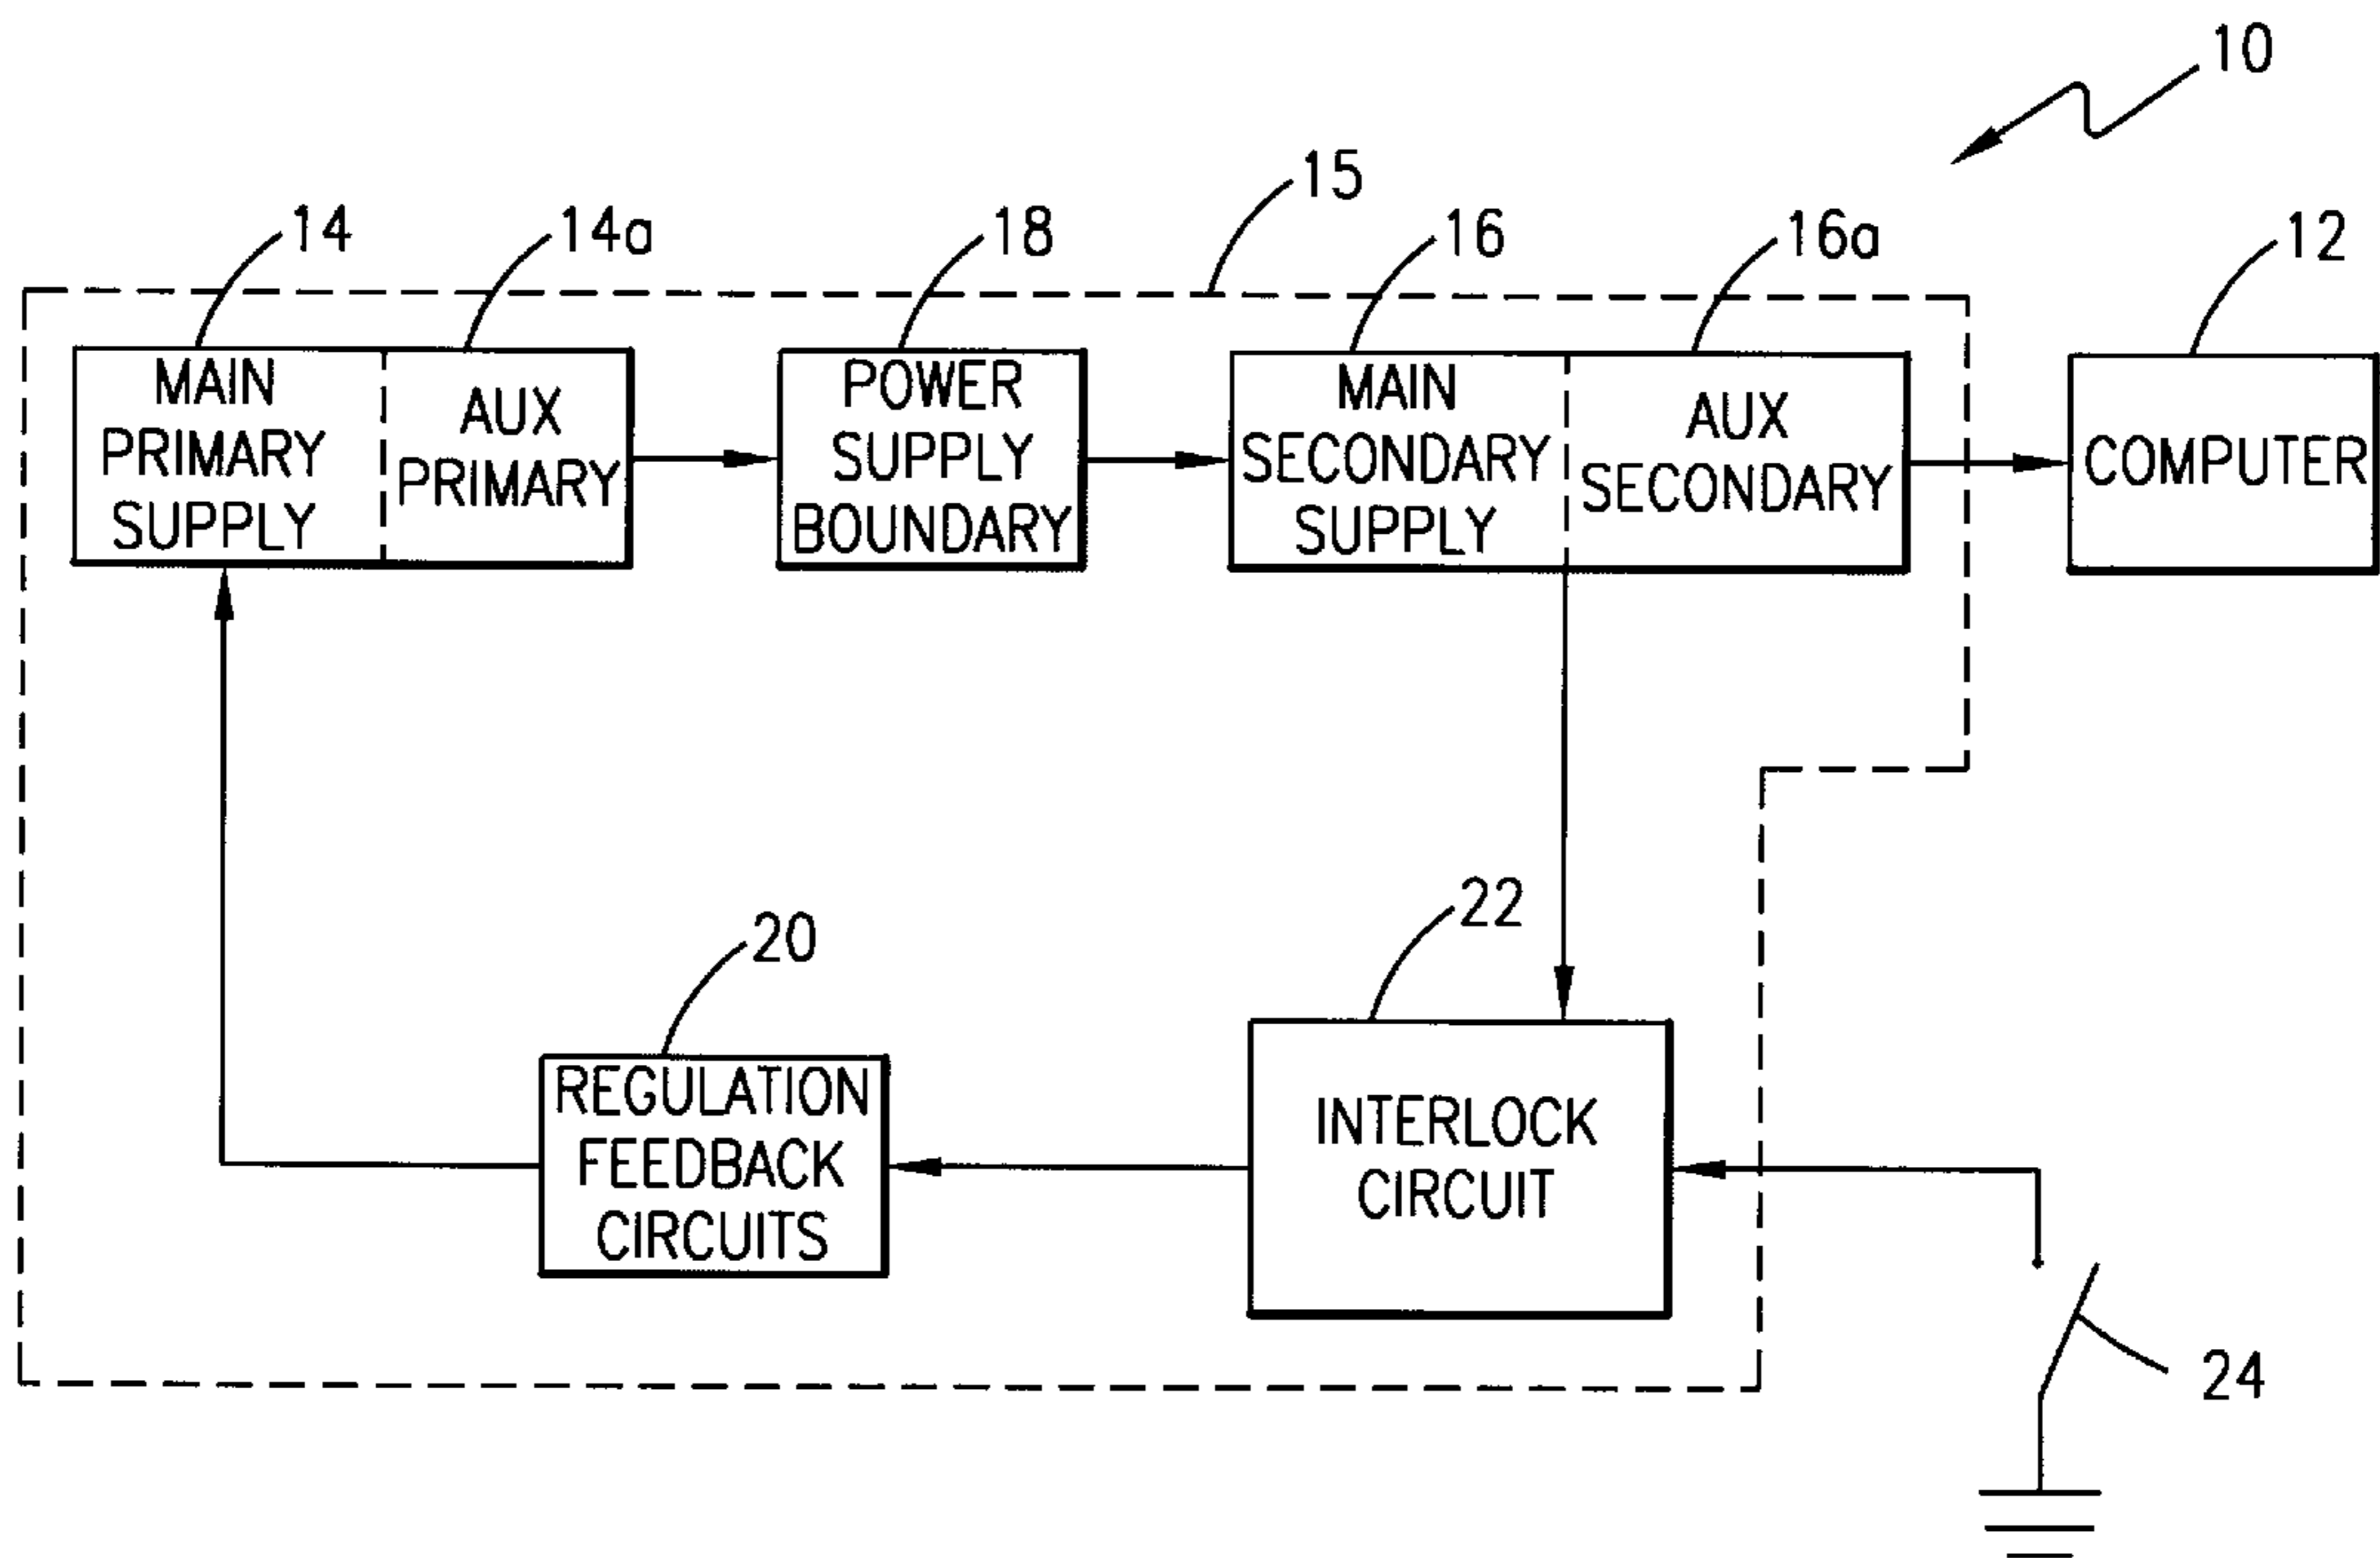 10
15
14
14a
18
16
16a
12
MAIN
PRIMARY
SUPPLY
AUX
PRIMARY
POWER
SUPPLY
BOUNDARY
MAIN
SECONDARY
SUPPLY
AUX
SECONDARY
COMPUTER
20
22
REGULATION
FEEDBACK
CIRCUITS
INTERLOCK
CIRCUIT
24